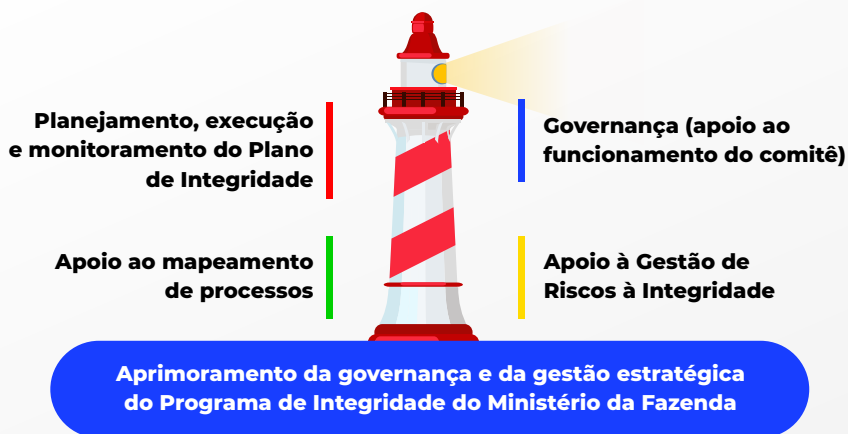 Planejamento, execução
e monitoramento do Plano
de Integridade
Governança (apoio ao
funcionamento do comitê)
Apoio ao mapeamento
de processos
Apoio à Gestão de
Riscos à Integridade
Aprimoramento da governança e da gestão estratégica
do Programa de Integridade do Ministério da Fazenda